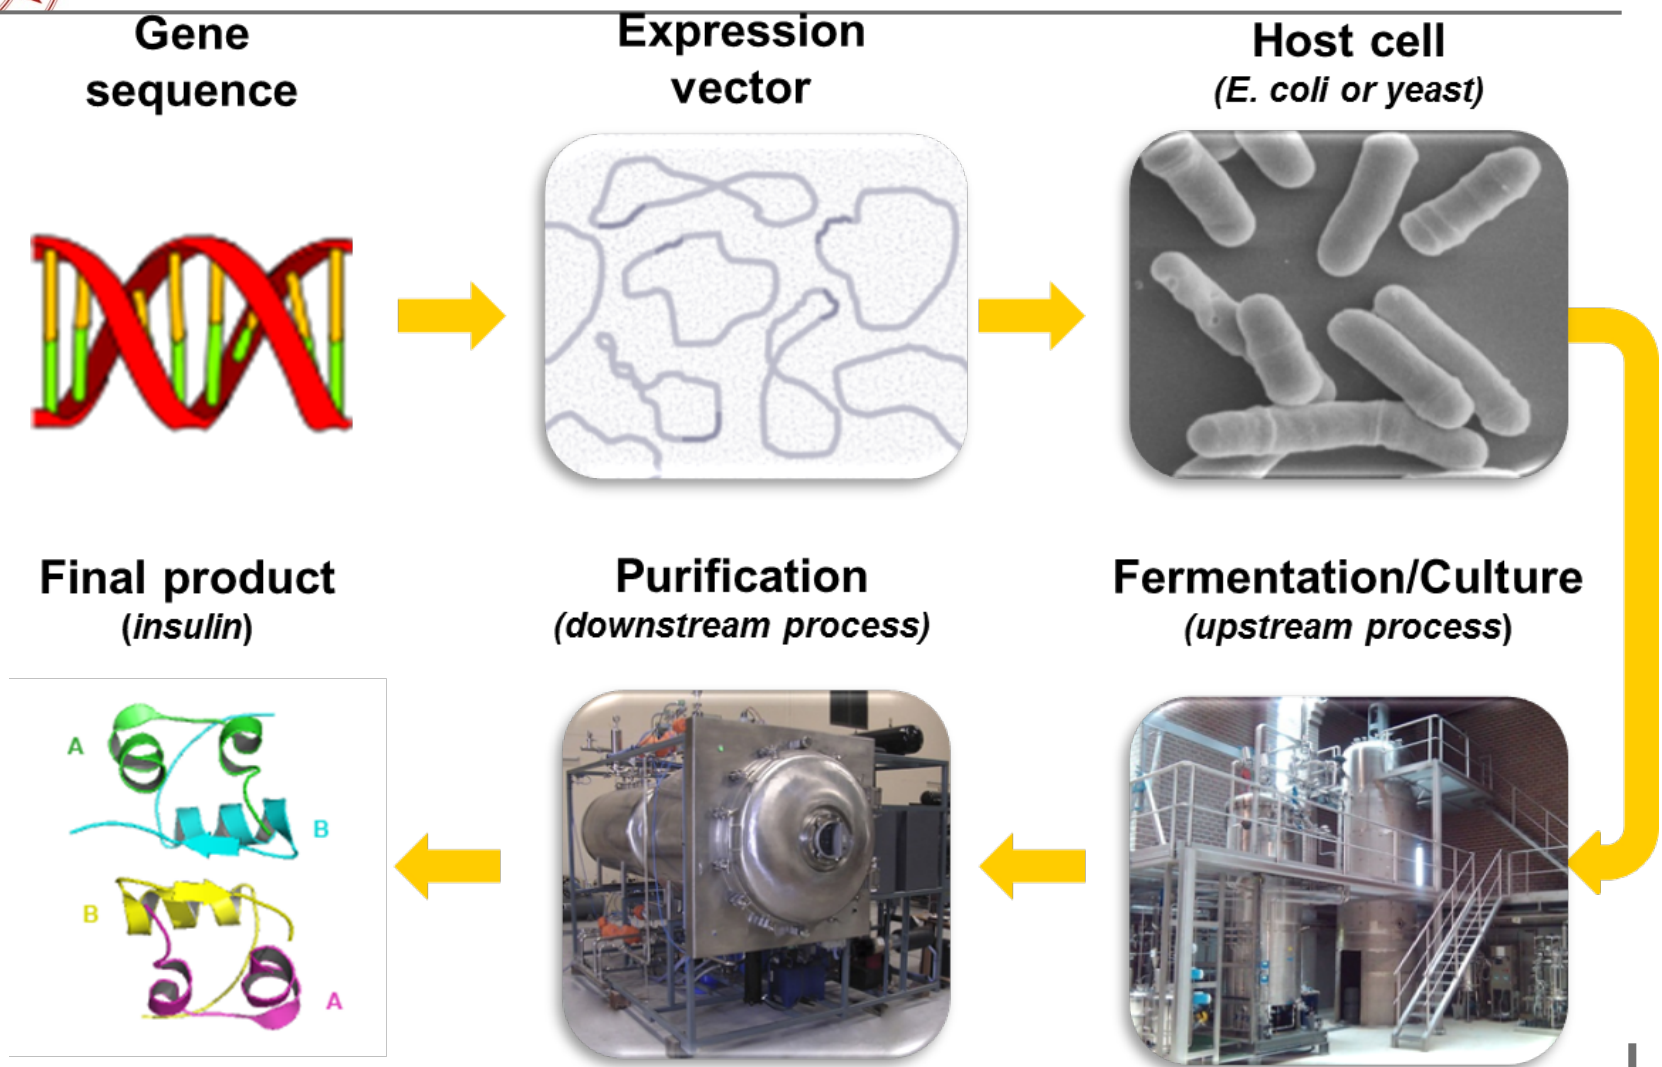 Gene
sequence
Expression
vector
Host cell
(E. coli or yeast)
Final product
(insulin)
Purification
(downstream process)
Fermentation/Culture
(upstream process)
A
B
B
A